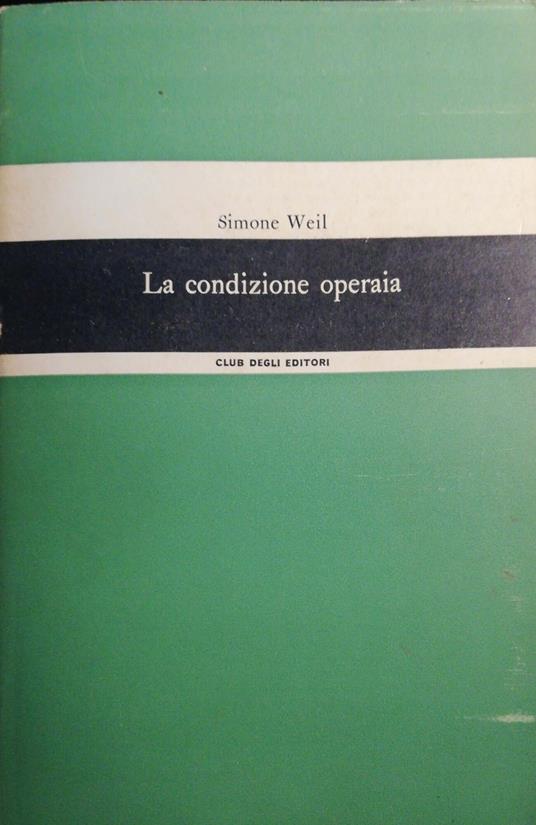 Simone Weil
La condizione operaia
CLUB DEGLI EDITORI